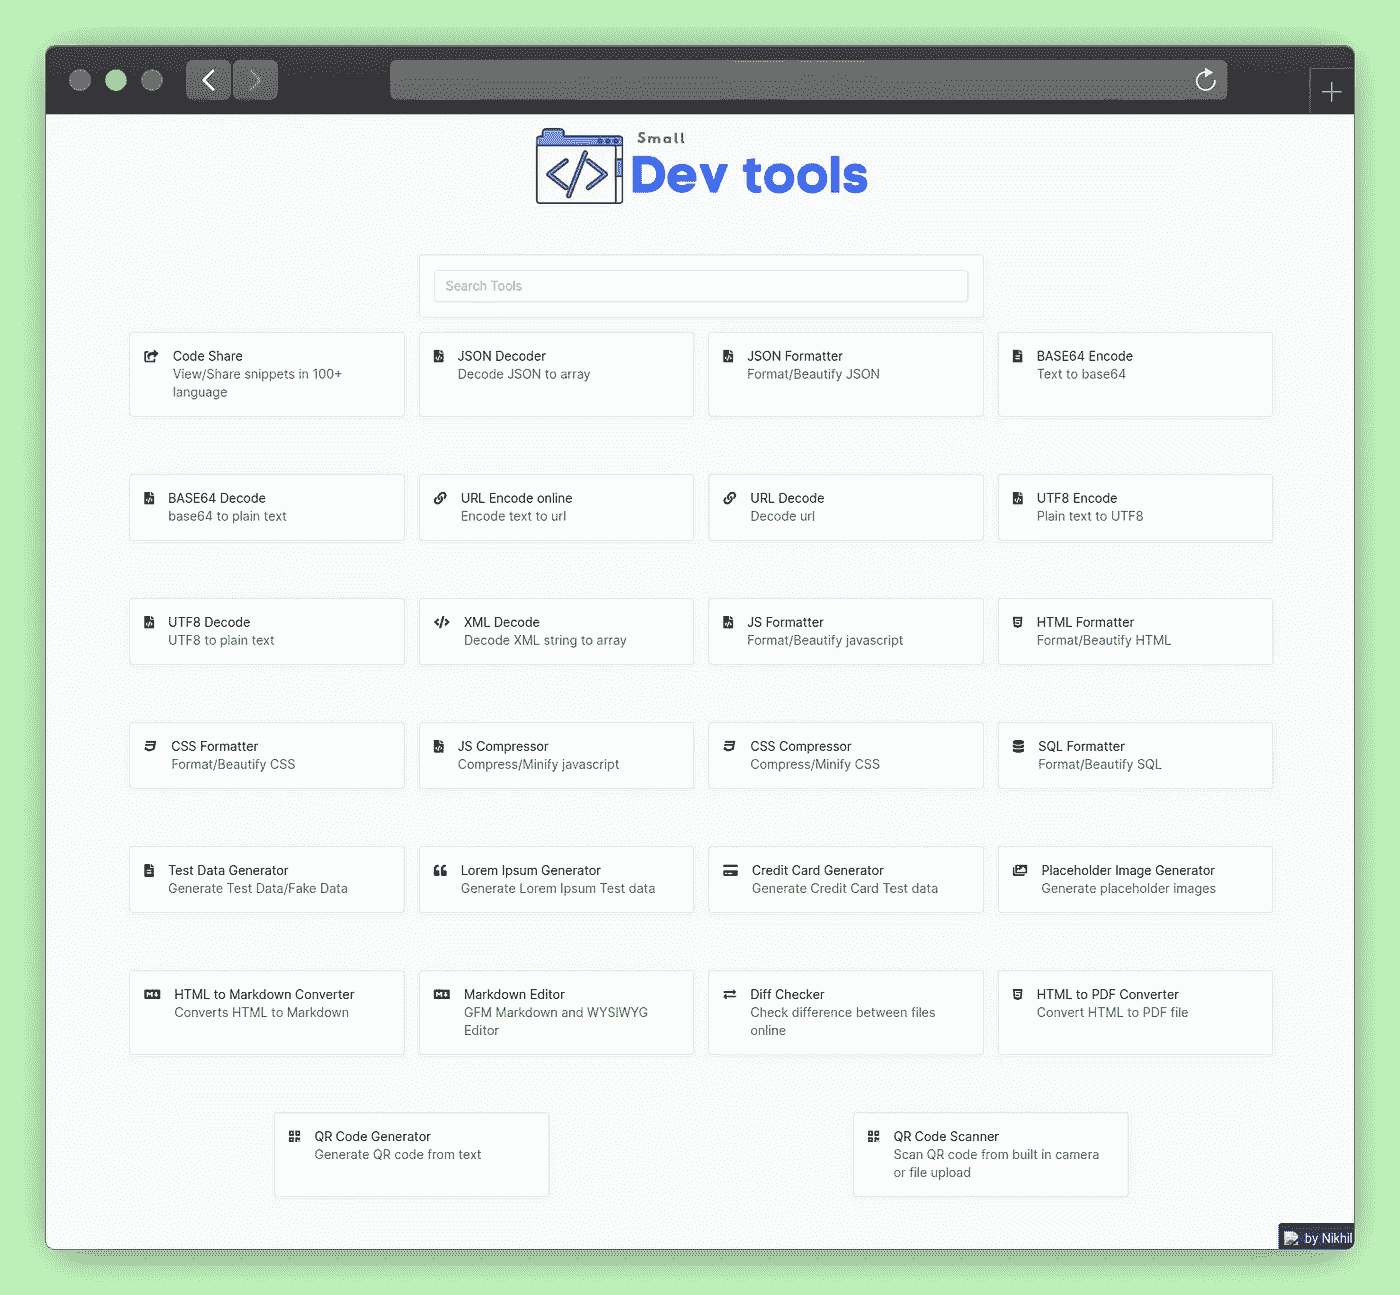 Small
Dev tools
Search Tools
Code Share
View/Share snippets in 100+
language
JSON Decoder
Decode JSON to array
JSON Formatter
Format/Beautify JSON
BASE64 Encode
Text to base64
BASE64 Decode
base64 to plain text
URL Encode online
Encode text to url
URL Decode
Decode url
UTF8 Encode
Plain text to UTF8
UTF8 Decode
UTF8 to plain text
XML Decode
Decode XML string to array
JS Formatter
Format/Beautify javascript
HTML Formatter
Format/Beautify HTML
CSS Formatter
Format/Beautify CSS
JS Compressor
Compress/Minify javascript
CSS Compressor
Compress/Minify CSS
SQL Formatter
Format/Beautify SQL
Test Data Generator
Generate Test Data/Fake Data
Lorem Ipsum Generator
Generate Lorem Ipsum Test data
Credit Card Generator
Generate Credit Card Test data
Placeholder Image Generator
Generate placeholder images
HTML to Markdown Converter
Converts HTML to Markdown
Markdown Editor
GFM Markdown and WYSIWYG
Editor
Diff Checker
Check difference between files
online
HTML to PDF Converter
Convert HTML to PDF file
QR Code Generator
Generate QR code from text
QR Code Scanner
Scan QR code from built in camera
or file upload
by Nikhil